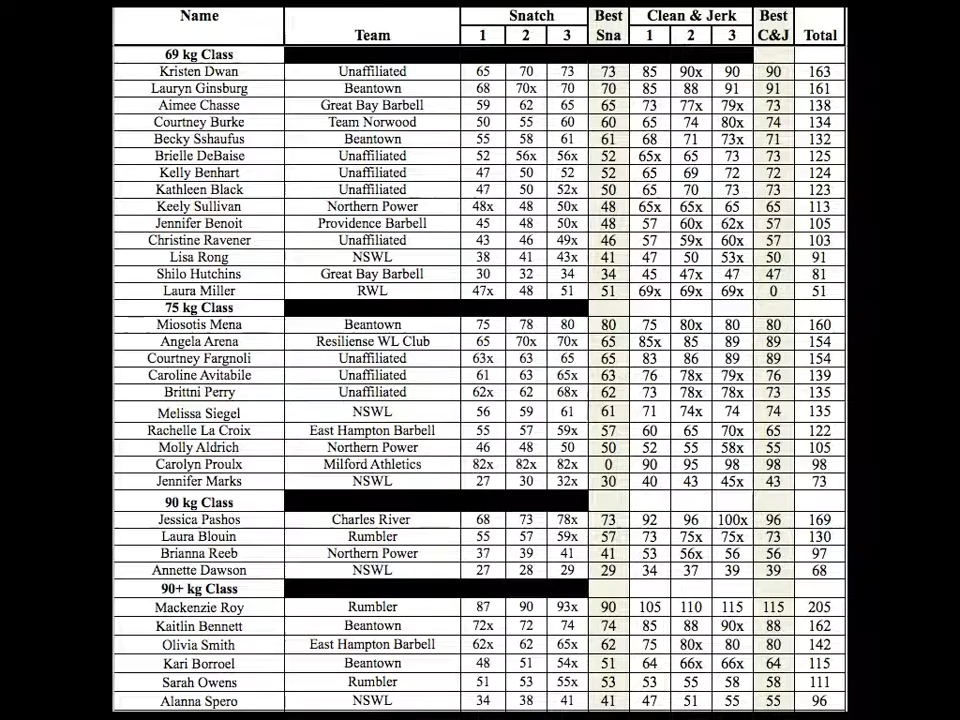 Name Team Snatch Best Clean & Jerk Best Total
1 2 3 Sna 1 2 3 C&J
69 kg Class
Kristen Dwan Unaffiliated 65 70 73 73 85 90x 90 90 163
Lauryn Ginsburg Beantown 68 70x 70 70 85 88 91 91 161
Aimee Chasse Great Bay Barbell 59 62 65 65 73 77x 79x 73 138
Courtney Burke Team Norwood 50 55 60 60 65 74 80x 74 134
Becky Sshaufus Beantown 55 58 61 61 68 71 73x 71 132
Brielle DeBaise Unaffiliated 52 56x 56x 52 65x 65 73 73 125
Kelly Benhart Unaffiliated 47 50 52 52 65 69 72 72 124
Kathleen Black Unaffiliated 47 50 52x 50 65 70 73 73 123
Keely Sullivan Northern Power 48x 48 50x 48 65x 65x 65 65 113
Jennifer Benoit Providence Barbell 45 48 50x 48 57 60x 62x 57 105
Christine Ravener Unaffiliated 43 46 49x 46 57 59x 60x 57 103
Lisa Rong NSWL 38 41 43x 41 47 50 53x 50 91
Shilo Hutchins Great Bay Barbell 30 32 34 34 45 47x 47 47 81
Laura Miller RWL 47x 48 51 51 69x 69x 69x 0 51
75 kg Class
Miosotis Mena Beantown 75 78 80 80 75 80x 80 80 160
Angela Arena Resiliense WL Club 65 70x 70x 65 85x 85 89 89 154
Courtney Fargnoli Unaffiliated 63x 63 65 65 83 86 89 89 154
Caroline Avitabile Unaffiliated 61 63 65x 63 76 78x 79x 76 139
Brittni Perry Unaffiliated 62x 62 68x 62 73 78x 78x 73 135
Melissa Siegel NSWL 56 59 61 61 71 74x 74 74 135
Rachelle La Croix East Hampton Barbell 55 57 59x 57 60 65 70x 65 122
Molly Aldrich Northern Power 46 48 50 50 52 55 58x 55 105
Carolyn Proulx Milford Athletics 82x 82x 82x 0 90 95 98 98 98
Jennifer Marks NSWL 27 30 32x 30 40 43 45x 43 73
90 kg Class
Jessica Pashos Charles River 68 73 78x 73 92 96 100x 96 169
Laura Blouin Rumbler 55 57 59x 57 73 75x 75x 73 130
Brianna Reeb Northern Power 37 39 41 41 53 56x 56 56 97
Annette Dawson NSWL 27 28 29 29 34 37 39 39 68
90+ kg Class
Mackenzie Roy Rumbler 87 90 93x 90 105 110 115 115 205
Kaitlin Bennett Beantown 72x 72 74 74 85 88 90x 88 162
Olivia Smith East Hampton Barbell 62x 62 65x 62 75 80x 80 80 142
Kari Borroel Beantown 48 51 54x 51 64 66x 66x 64 115
Sarah Owens Rumbler 51 53 55x 53 53 55 58 58 111
Alanna Spero NSWL 34 38 41 41 47 51 55 55 96